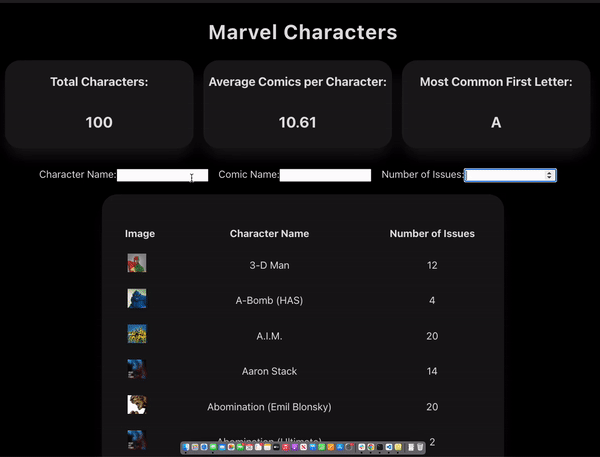 Marvel Characters
Total Characters: Average Comics per Character: Most Common First Letter:
100 10.61 A
Character Name: Comic Name: Number of Issues:
Image Character Name Number of Issues
3-D Man 12
A-Bomb (HAS) 4
A.I.M. 20
Aaron Stack 14
Abomination (Emil Blonsky) 20
Abomination (Ultimate) 2